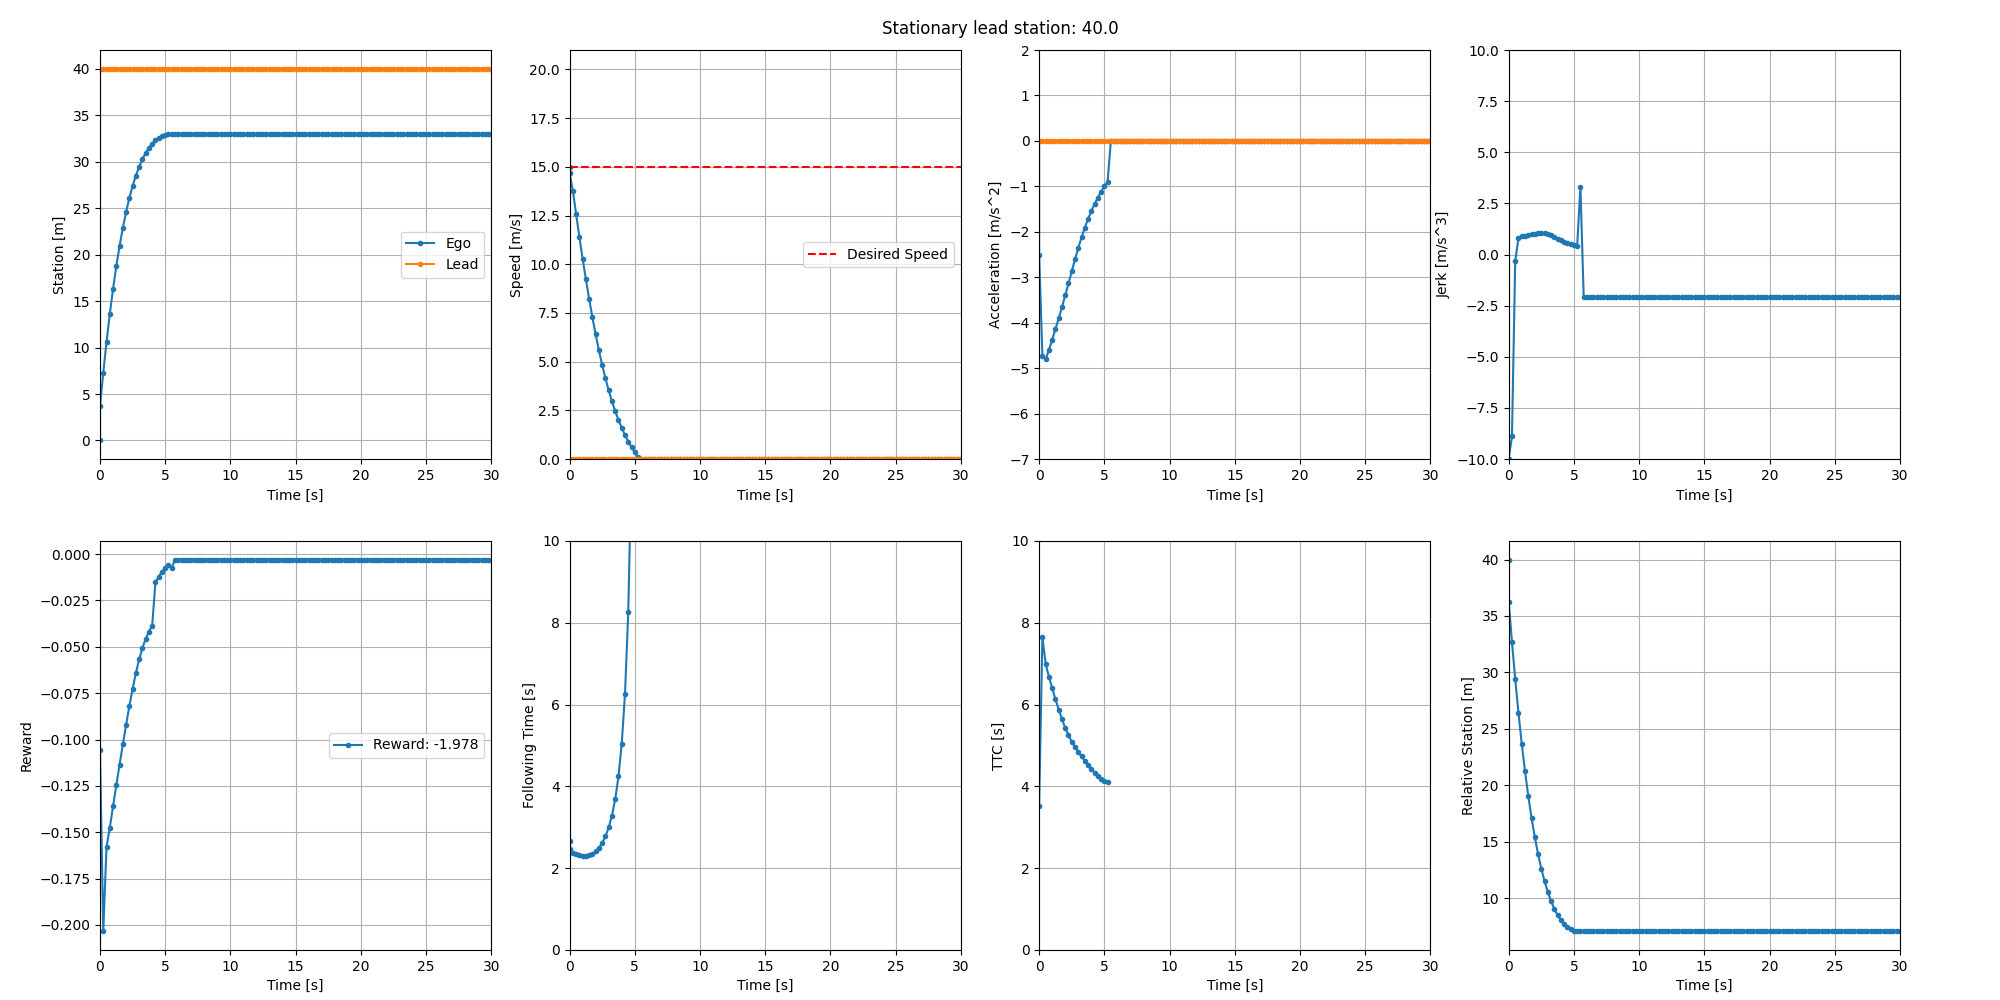 Stationary lead station: 40.0
Station [m]
40
35
30
25
20
15
10
5
0
Ego
Lead
0 5 10 15 20 25 30
Time [s]
Speed [m/s]
20.0
17.5
15.0
12.5
10.0
7.5
5.0
2.5
0.0
Desired Speed
0 5 10 15 20 25 30
Time [s]
Acceleration [m/s^2]
2
1
0
−1
−2
−3
−4
−5
−6
−7
0 5 10 15 20 25 30
Time [s]
Jerk [m/s^3]
10.0
7.5
5.0
2.5
0.0
−2.5
−5.0
−7.5
−10.0
0 5 10 15 20 25 30
Time [s]
Reward
0.000
−0.025
−0.050
−0.075
−0.100
−0.125
−0.150
−0.175
−0.200
Reward: -1.978
0 5 10 15 20 25 30
Time [s]
Following Time [s]
10
8
6
4
2
0
0 5 10 15 20 25 30
Time [s]
TTC [s]
10
8
6
4
2
0
0 5 10 15 20 25 30
Time [s]
Relative Station [m]
40
35
30
25
20
15
10
0 5 10 15 20 25 30
Time [s]